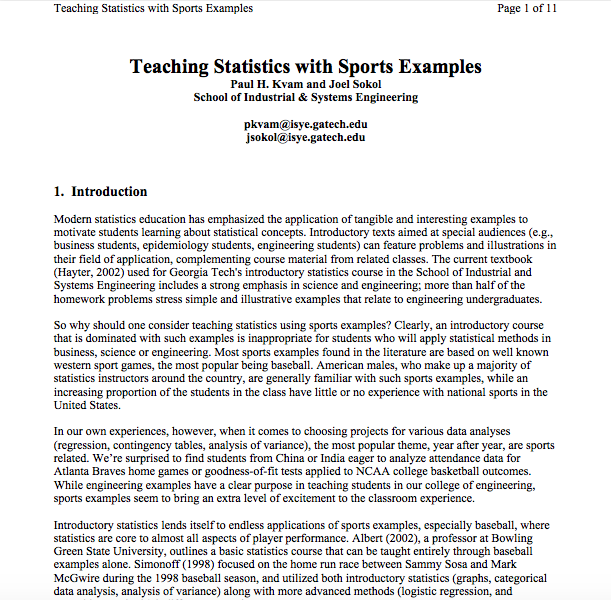 Teaching Statistics with Sports Examples Page 1 of 11
Teaching Statistics with Sports Examples
Paul H. Kvam and Joel Sokol
School of Industrial & Systems Engineering
pkvam@isye.gatech.edu
jsokol@isye.gatech.edu
1. Introduction
Modern statistics education has emphasized the application of tangible and interesting examples to
motivate students learning about statistical concepts. Introductory texts aimed at special audiences (e.g.,
business students, epidemiology students, engineering students) can feature problems and illustrations in
their field of application, complementing course material from related classes. The current textbook
(Hayter, 2002) used for Georgia Tech's introductory statistics course in the School of Industrial and
Systems Engineering includes a strong emphasis in science and engineering; more than half of the
homework problems stress simple and illustrative examples that relate to engineering undergraduates.
So why should one consider teaching statistics using sports examples? Clearly, an introductory course
that is dominated with such examples is inappropriate for students who will apply statistical methods in
business, science or engineering. Most sports examples found in the literature are based on well known
western sport games, the most popular being baseball. American males, who make up a majority of
statistics instructors around the country, are generally familiar with such sports examples, while an
increasing proportion of the students in the class have little or no experience with national sports in the
United States.
In our own experiences, however, when it comes to choosing projects for various data analyses
(regression, contingency tables, analysis of variance), the most popular theme, year after year, are sports
related. We're surprised to find students from China or India eager to analyze attendance data for
Atlanta Braves home games or goodness-of-fit tests applied to NCAA college basketball outcomes.
While engineering examples have a clear purpose in teaching students in our college of engineering,
sports examples seem to bring an extra level of excitement to the classroom experience.
Introductory statistics lends itself to endless applications of sports examples, especially baseball, where
statistics are core to almost all aspects of player performance. Albert (2002), a professor at Bowling
Green State University, outlines a basic statistics course that can be taught entirely through baseball
examples alone. Simonoff (1998) focused on the home run race between Sammy Sosa and Mark
McGwire during the 1998 baseball season, and utilized both introductory statistics (graphs, categorical
data analysis, analysis of variance) along with more advanced methods (logistic regression, and